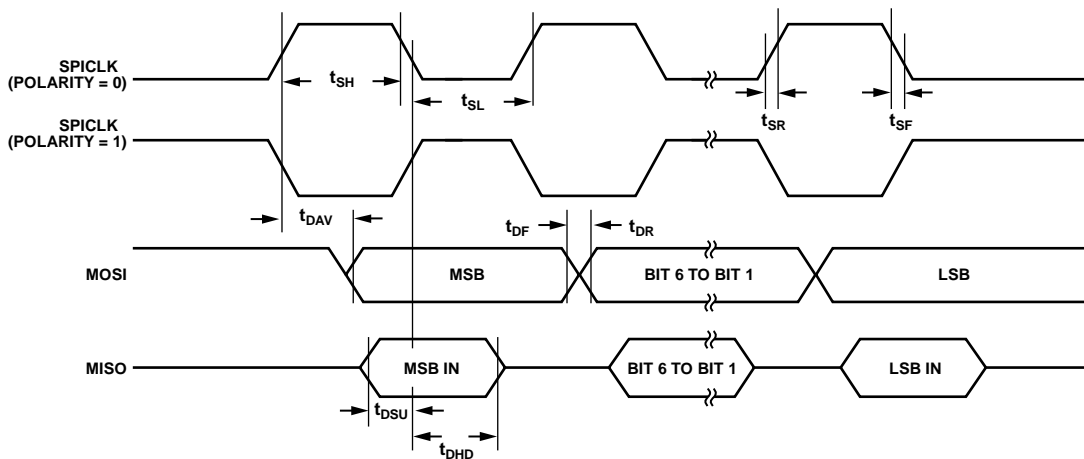 SPICLK
(POLARITY = 0)
tSH
tSL
tSR
tSF
SPICLK
(POLARITY = 1)
tDAV
tDF
tDR
MOSI
MSB
BIT 6 TO BIT 1
LSB
MISO
MSB IN
BIT 6 TO BIT 1
LSB IN
tDSU
tDHD